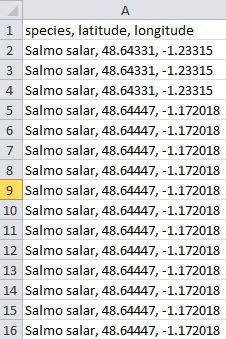 A
1 species, latitude, longitude
2 Salmo salar, 48.64331, -1.23315
3 Salmo salar, 48.64331, -1.23315
4 Salmo salar, 48.64331, -1.23315
5 Salmo salar, 48.64447, -1.172018
6 Salmo salar, 48.64447, -1.172018
7 Salmo salar, 48.64447, -1.172018
8 Salmo salar, 48.64447, -1.172018
9 Salmo salar, 48.64447, -1.172018
10 Salmo salar, 48.64447, -1.172018
11 Salmo salar, 48.64447, -1.172018
12 Salmo salar, 48.64447, -1.172018
13 Salmo salar, 48.64447, -1.172018
14 Salmo salar, 48.64447, -1.172018
15 Salmo salar, 48.64447, -1.172018
16 Salmo salar, 48.64447, -1.172018